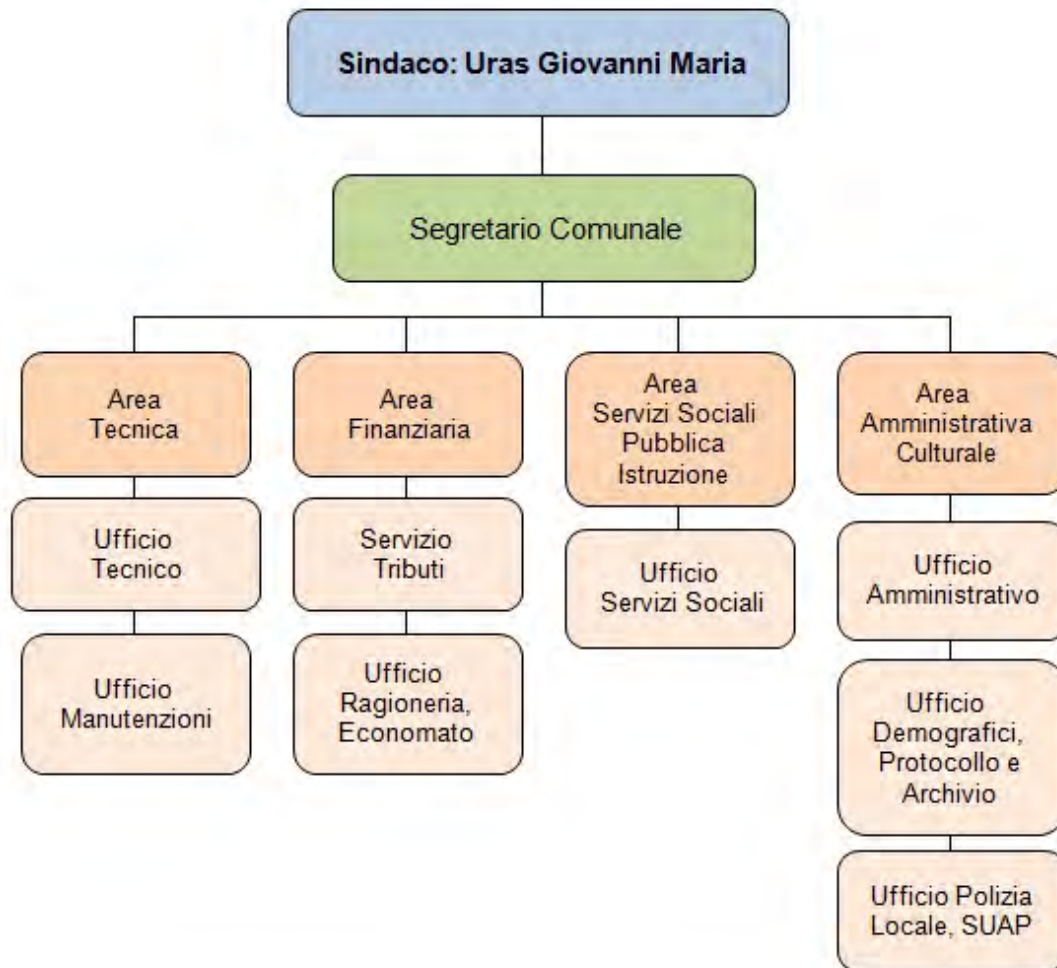 Sindaco: Uras Giovanni Maria
Segretario Comunale
Area
Tecnica
Ufficio
Tecnico
Ufficio
Manutenzioni
Area
Finanziaria
Servizio
Tributi
Ufficio
Ragioneria,
Economato
Area
Servizi Sociali
Pubblica
Istruzione
Ufficio
Servizi Sociali
Area
Amministrativa
Culturale
Ufficio
Amministrativo
Ufficio
Demografici,
Protocollo e
Archivio
Ufficio Polizia
Locale, SUAP